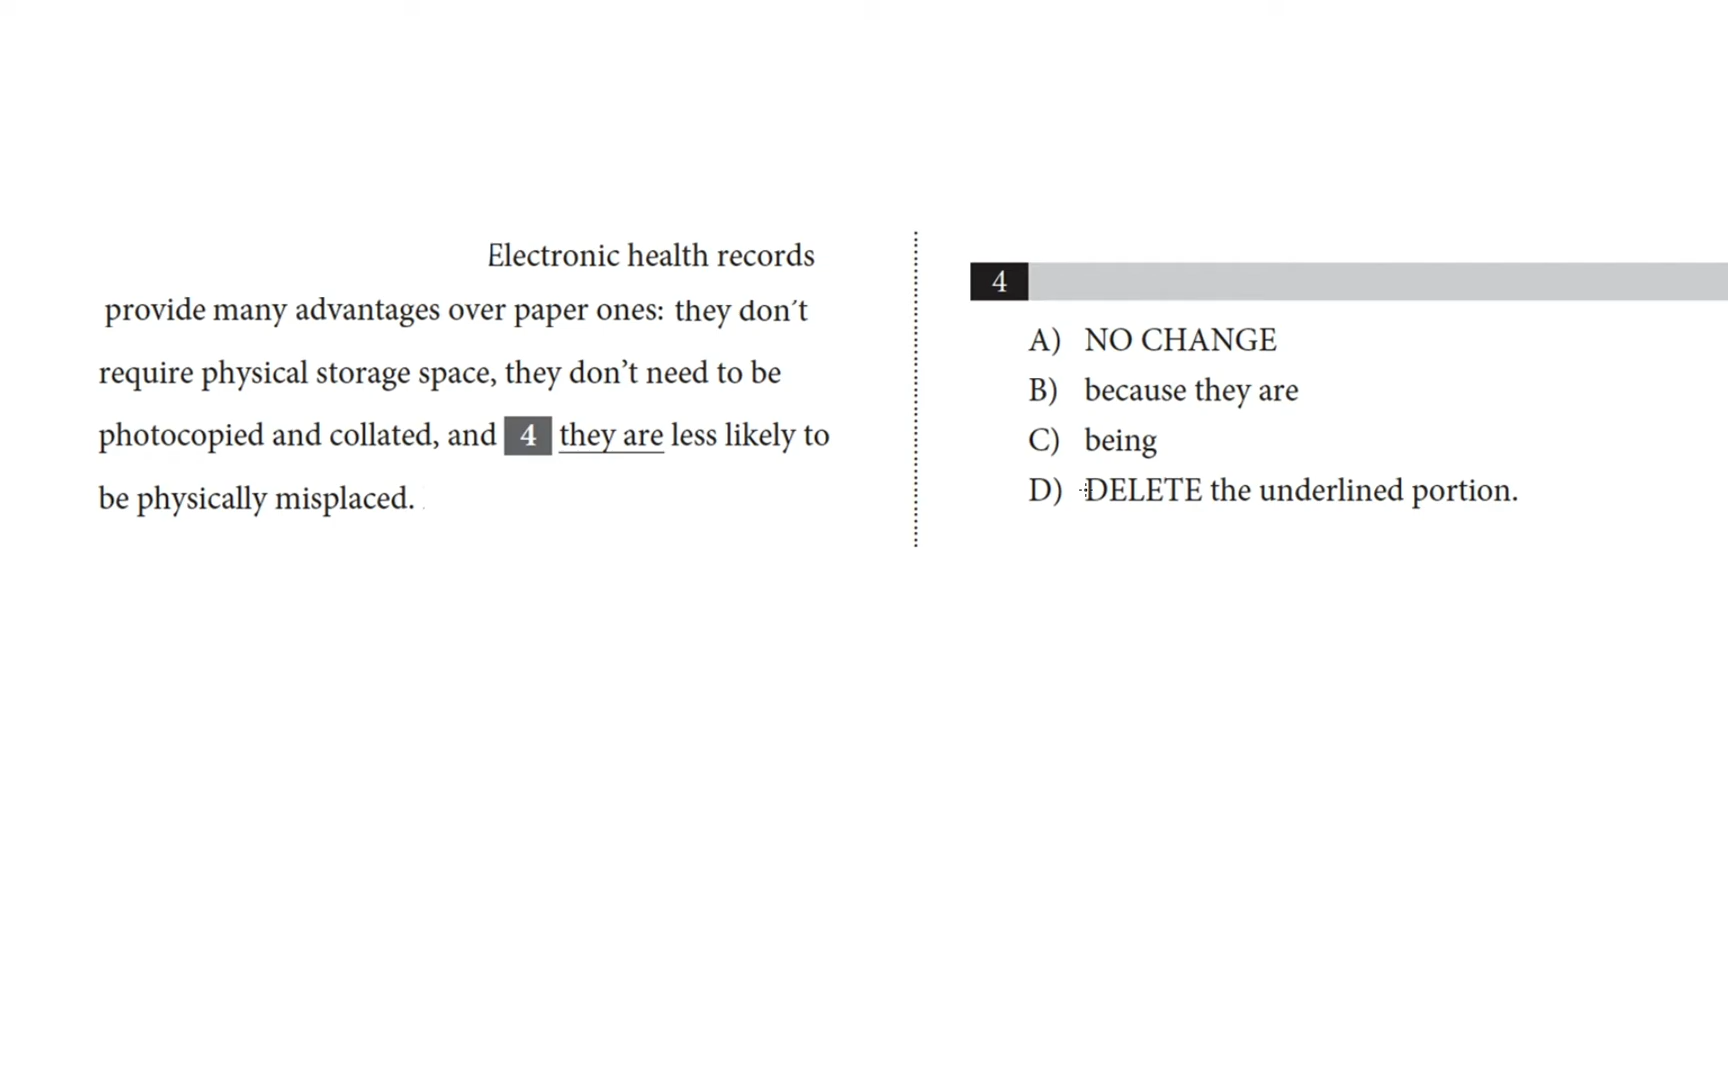 Electronic health records
provide many advantages over paper ones: they don't
require physical storage space, they don’t need to be
photocopied and collated, and 4 they are less likely to
be physically misplaced.
4
A) NO CHANGE
B) because they are
C) being
D) DELETE the underlined portion.